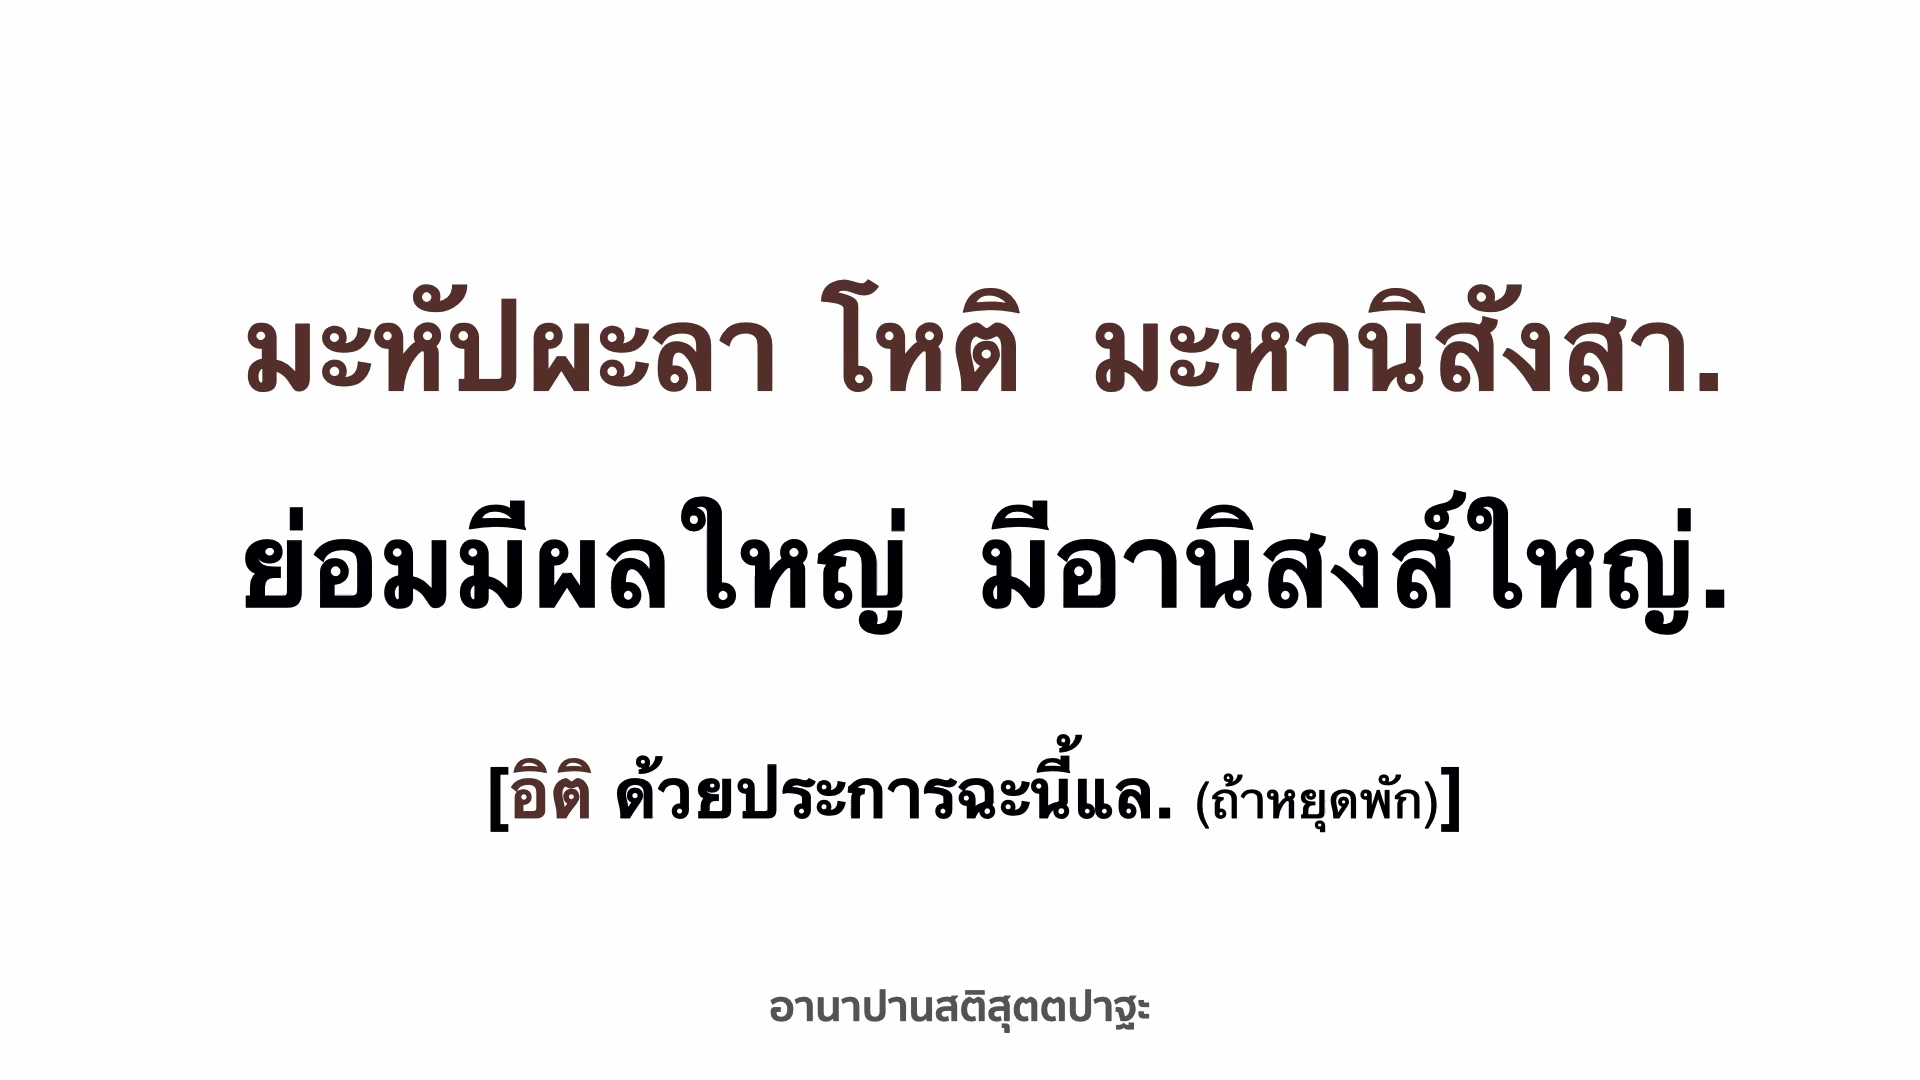 มะหัปผะลา โหติ  มะหานิสังสา.
ย่อมมีผลใหญ่  มีอานิสงส์ใหญ่.
[อิติ ด้วยประการฉะนี้แล. (ถ้าหยุดพัก)]
อานาปานสติสุตตปาฐะ